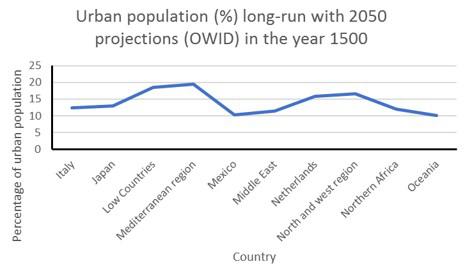 Urban population (%) long-run with 2050
projections (OWID) in the year 1500
Percentage of urban population
25
20
15
10
5
0
Italy
Japan
Low Countries
Mediterranean region
Mexico
Middle East
Netherlands
North and west region
Northern Africa
Oceania
Country